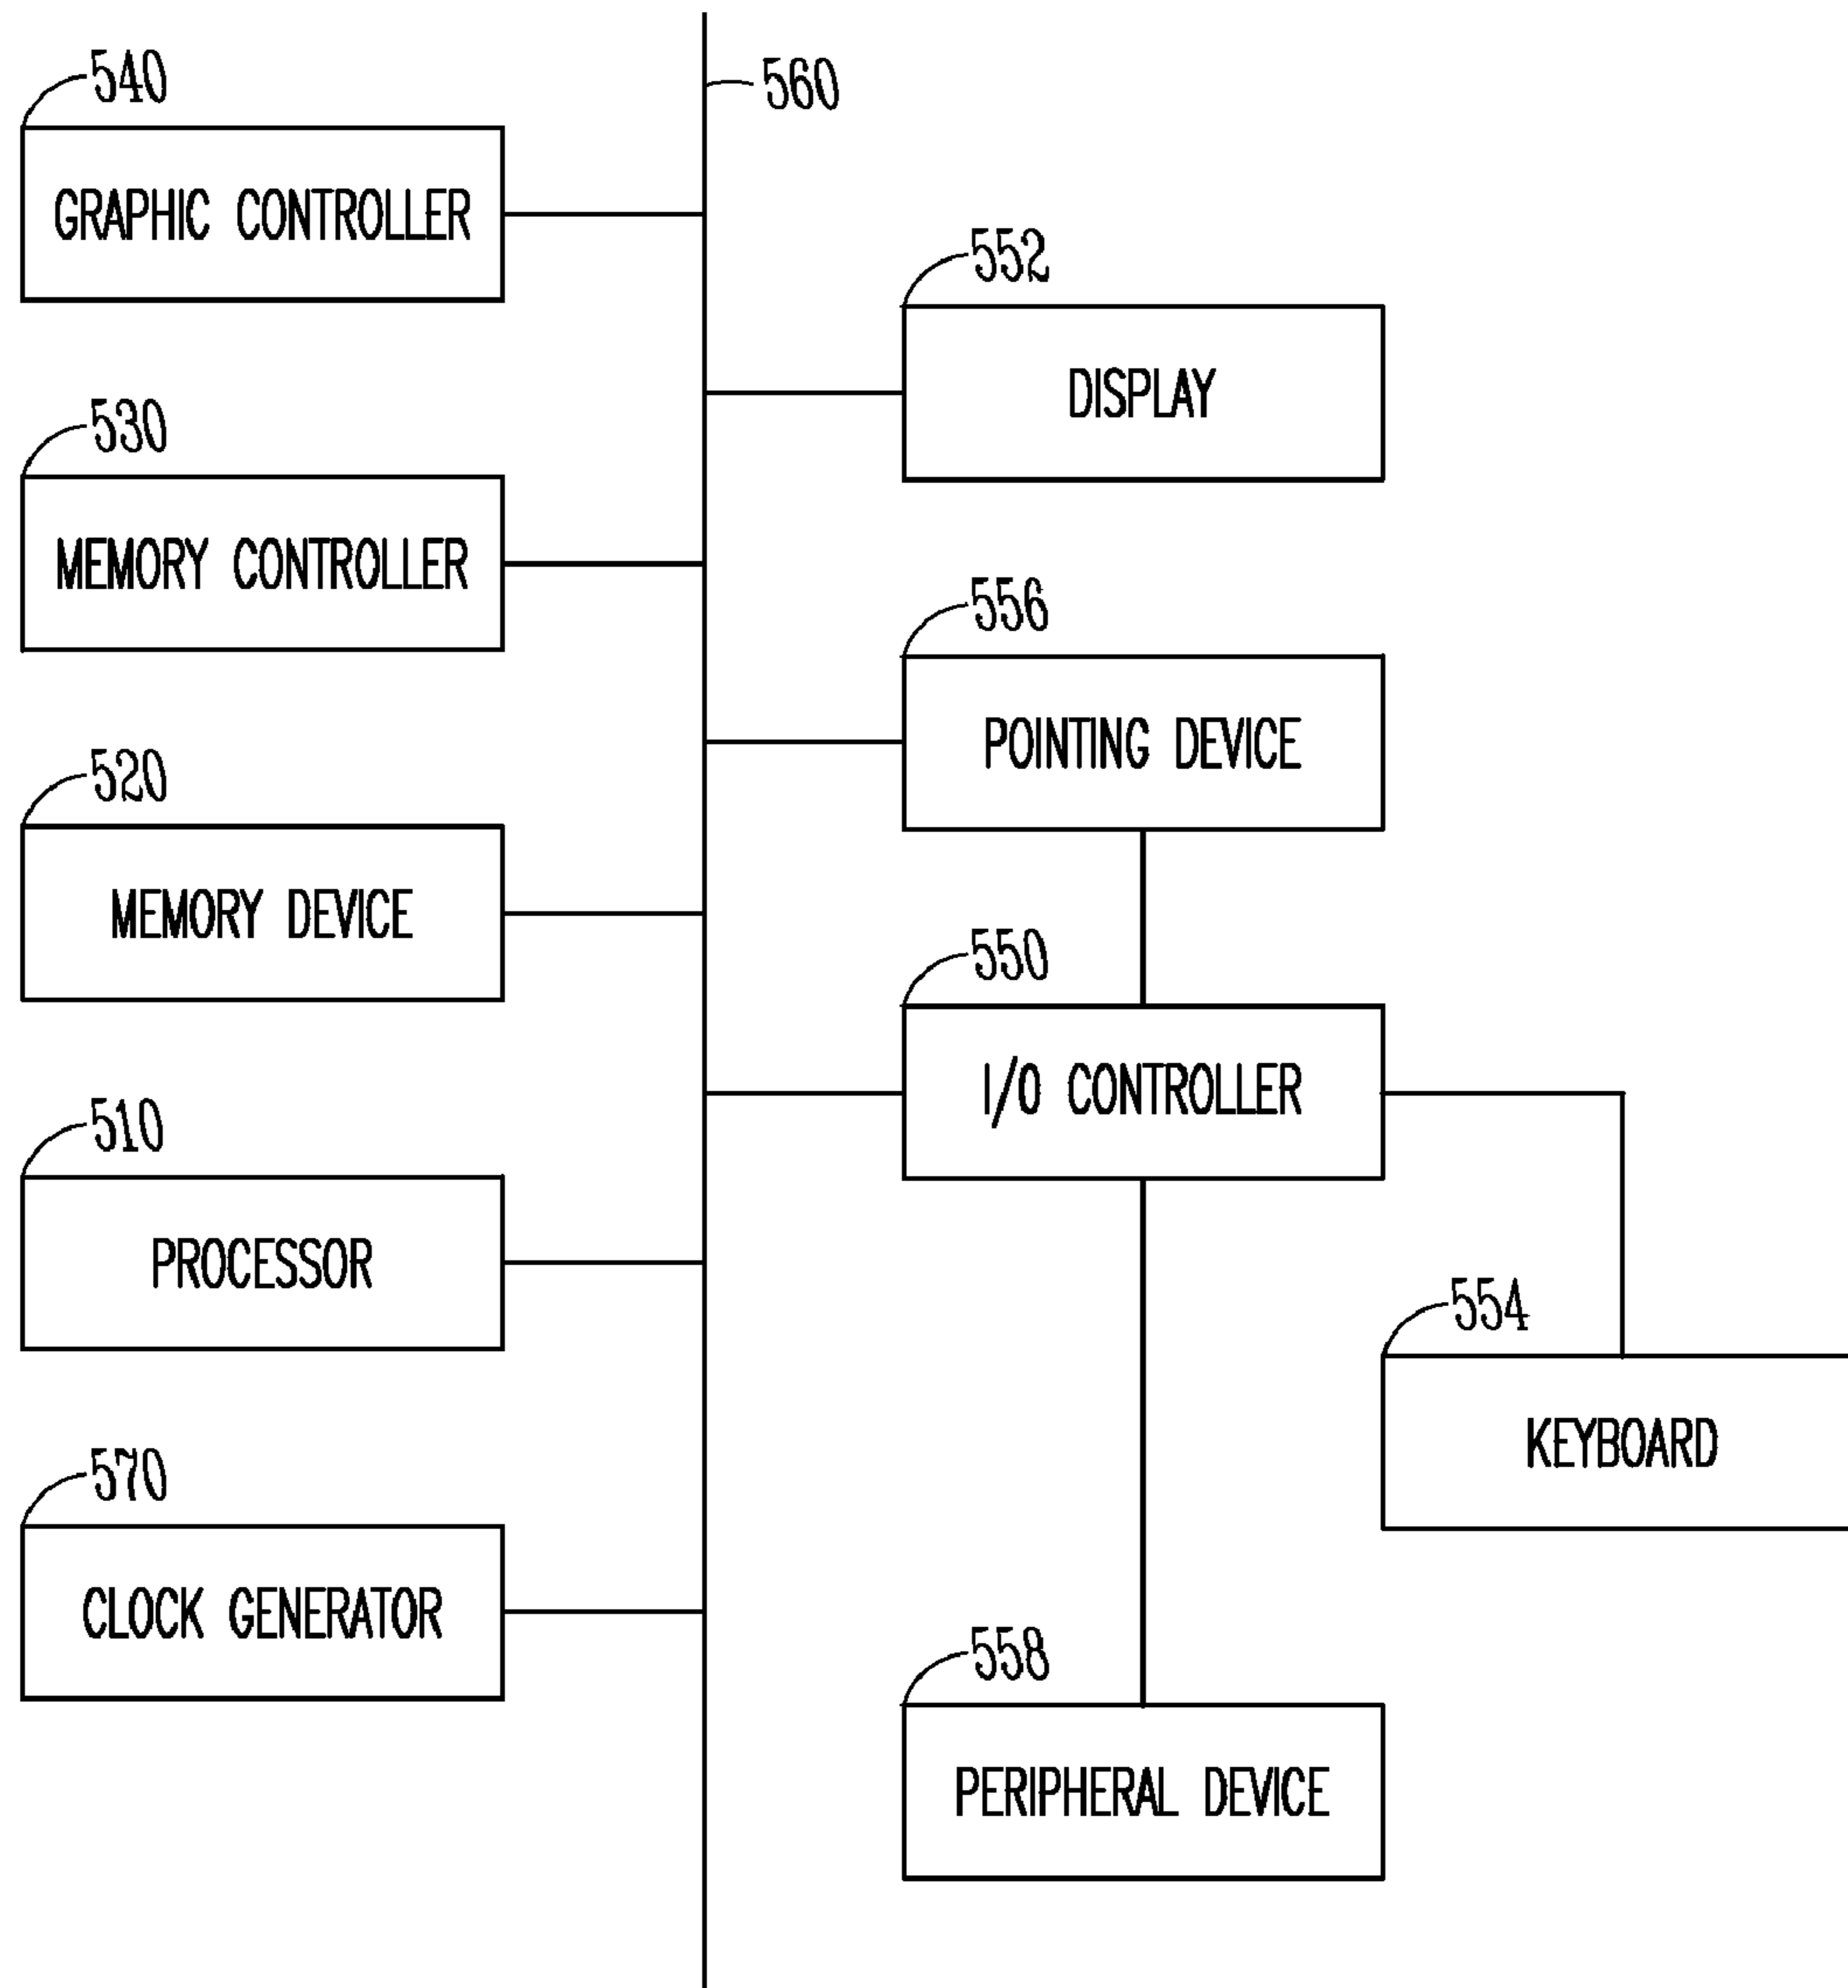 540
GRAPHIC CONTROLLER
530
MEMORY CONTROLLER
520
MEMORY DEVICE
510
PROCESSOR
570
CLOCK GENERATOR
560
552
DISPLAY
556
POINTING DEVICE
550
I/O CONTROLLER
554
KEYBOARD
558
PERIPHERAL DEVICE